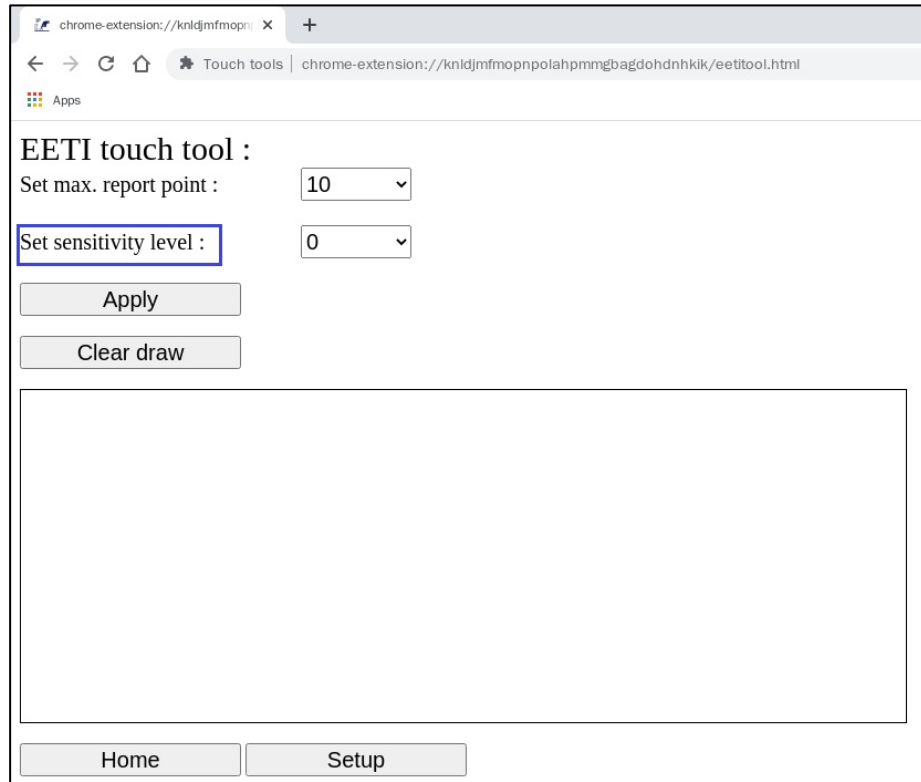 chrome-extension://knldjmfmopnp
Touch tools | chrome-extension://knldjmfmopnpolahpmmgbagdohdnhkik/eetitool.html
Apps
EETI touch tool :
Set max. report point : 10
Set sensitivity level : 0
Apply
Clear draw
Home Setup